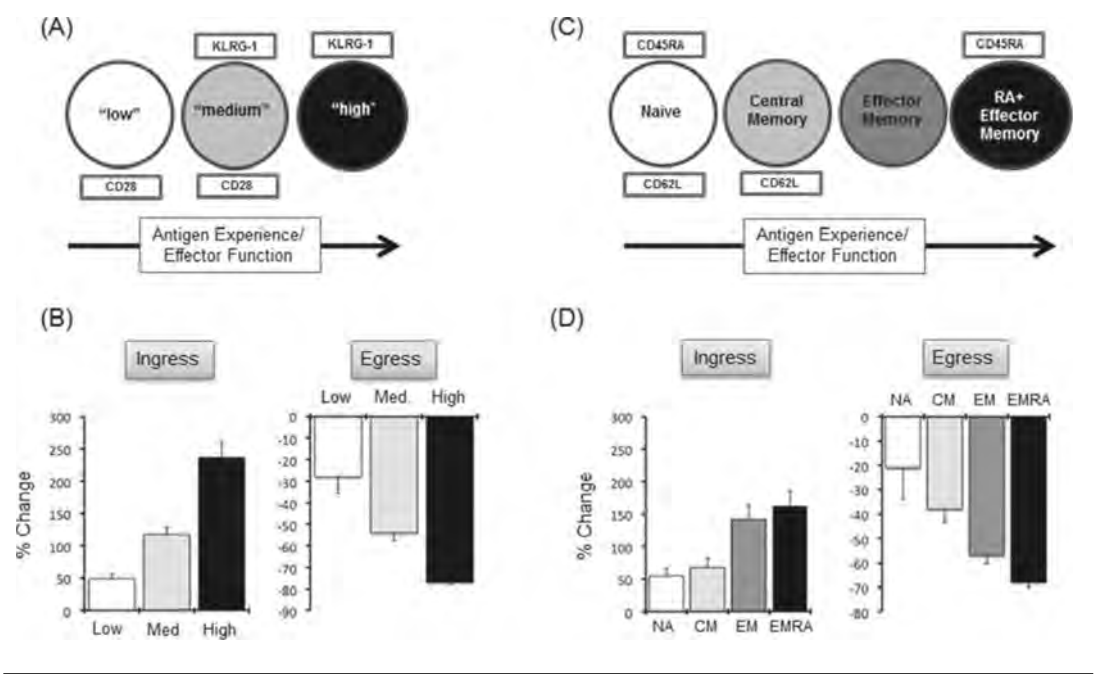 (A)
KLRG-1
KLRG-1
"low"
"medium"
"high"
CD28
CD28
Antigen Experience/
Effector Function
(C)
CD45RA
CD45RA
Naive
Central
Memory
Effector
Memory
RA+
Effector
Memory
CD62L
CD62L
Antigen Experience/
Effector Function
(B)
Ingress
Egress
Low Med. High
% Change
300
250
200
150
100
50
0
Low Med High
0
-10
-20
-30
-40
-50
-60
-70
-80
-90
(D)
Ingress
Egress
NA CM EM EMRA
% Change
300
250
200
150
100
50
0
NA CM EM EMRA
0
-10
-20
-30
-40
-50
-60
-70
-80